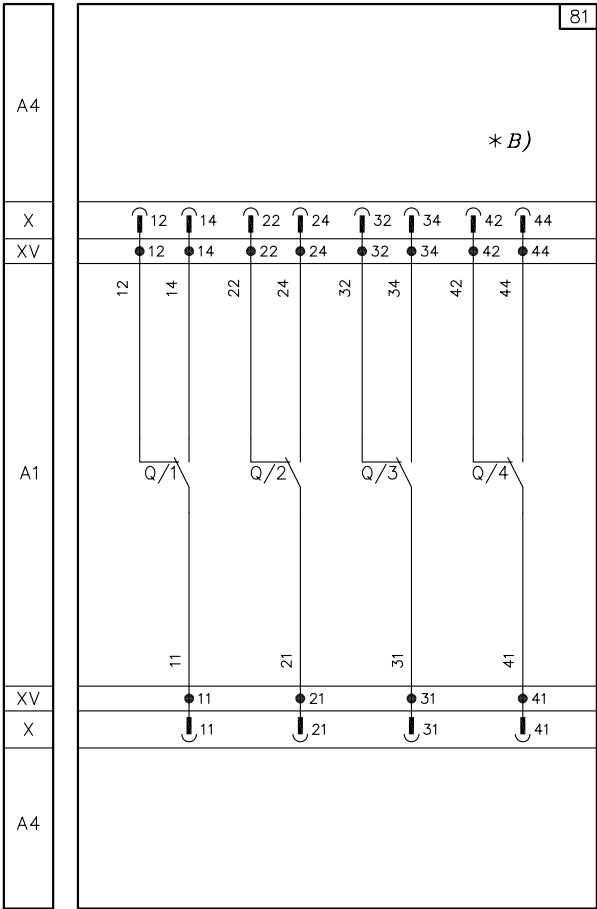 81
A4
* B)
X 12 14 22 24 32 34 42 44
XV 12 14 22 24 32 34 42 44
12 14 22 24 32 34 42 44
A1 Q/1 Q/2 Q/3 Q/4
11 21 31 41
XV 11 21 31 41
X 11 21 31 41
A4